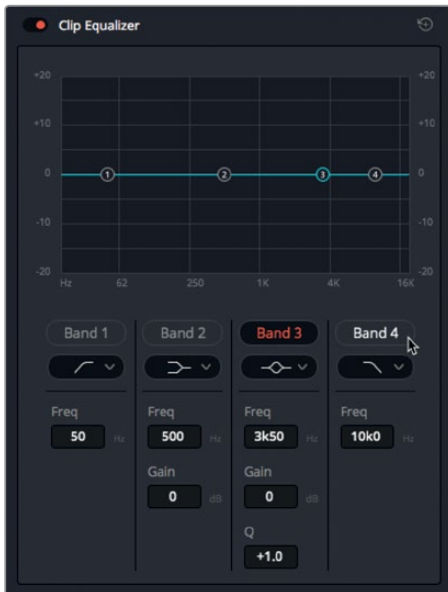 Clip Equalizer
+20 +20
+10 +10
0 0
-10 -10
-20 -20
1 2 3 4
Hz 62 250 1K 4K 16K
Band 1 Band 2 Band 3 Band 4
Freq Freq Freq Freq
50 Hz 500 Hz 3k50 Hz 10k0 Hz
Gain Gain
0 dB 0 dB
Q
+1.0